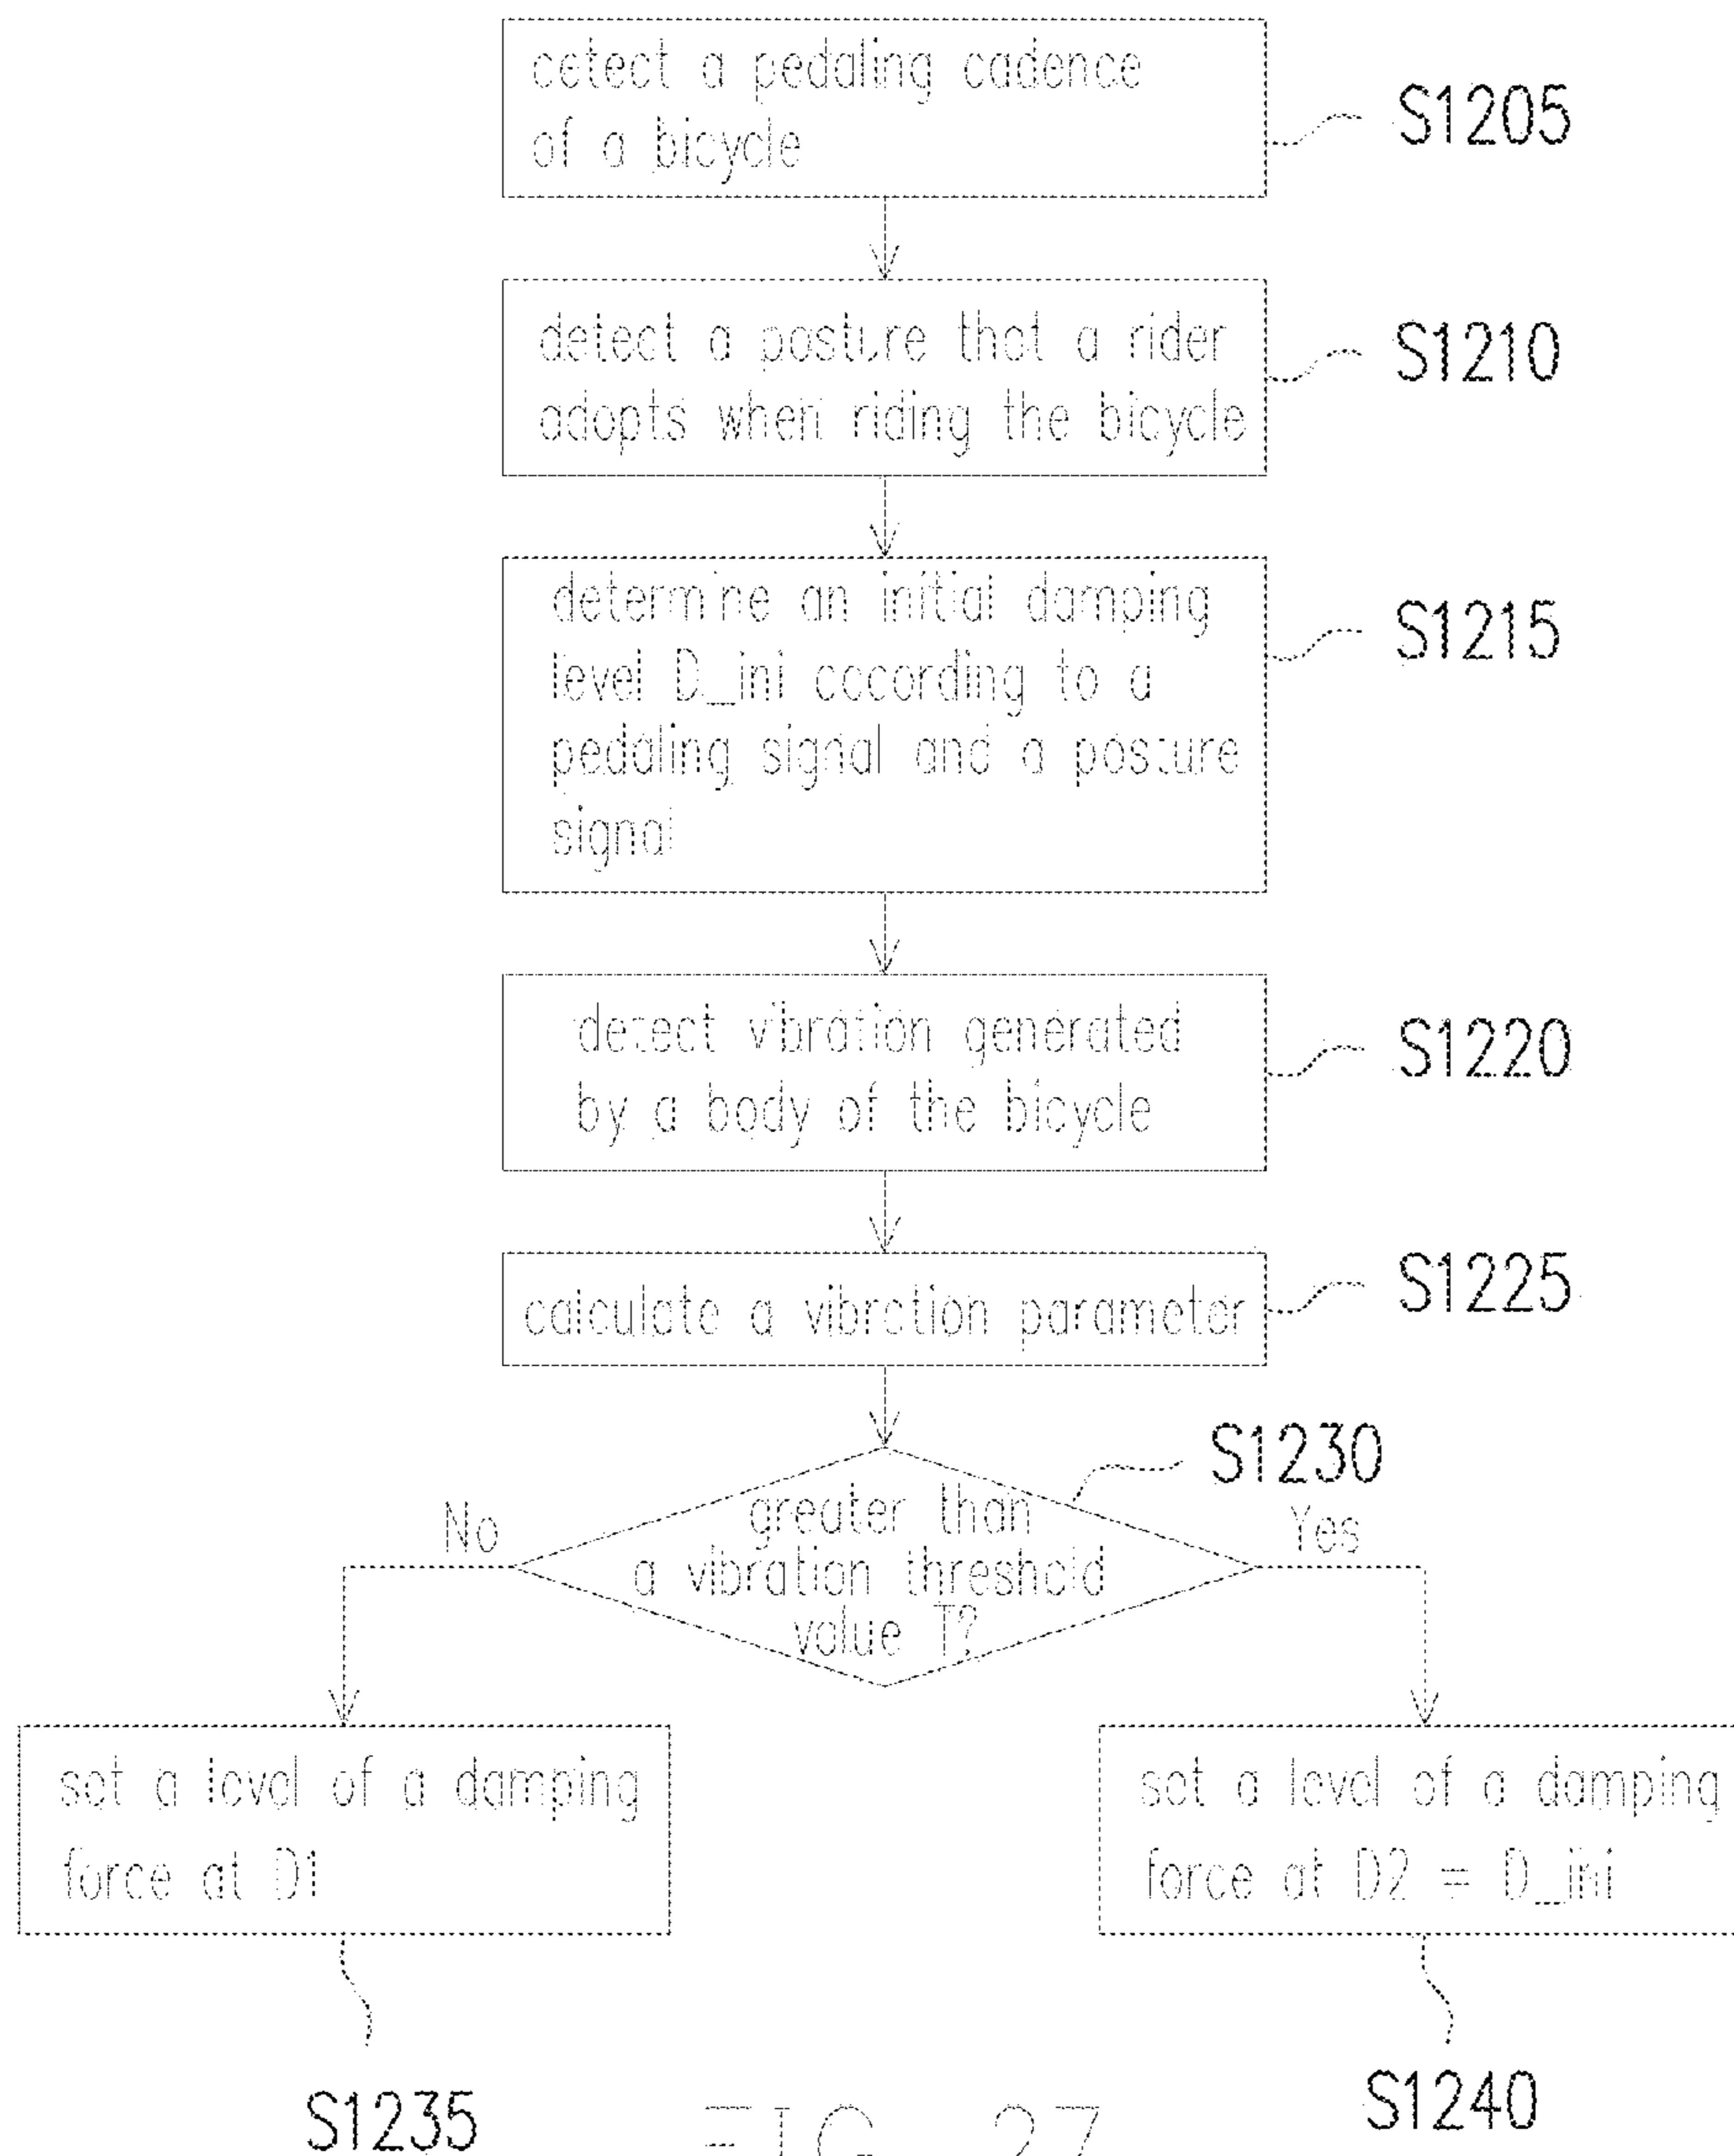 detect a pedaling cadence
of a bicycle
S1205
detect a posture that a rider
adopts when riding the bicycle
S1210
determine an initial damping
level D_ini according to a
pedaling signal and a posture
signal
S1215
detect vibration generated
by a body of the bicycle
S1220
calculate a vibration parameter
S1225
S1230
greater than
a vibration threshold
value T?
No
Yes
set a level of a damping
force at D1
set a level of a damping
force at D2 = D_ini
S1235
S1240
FIG. 27